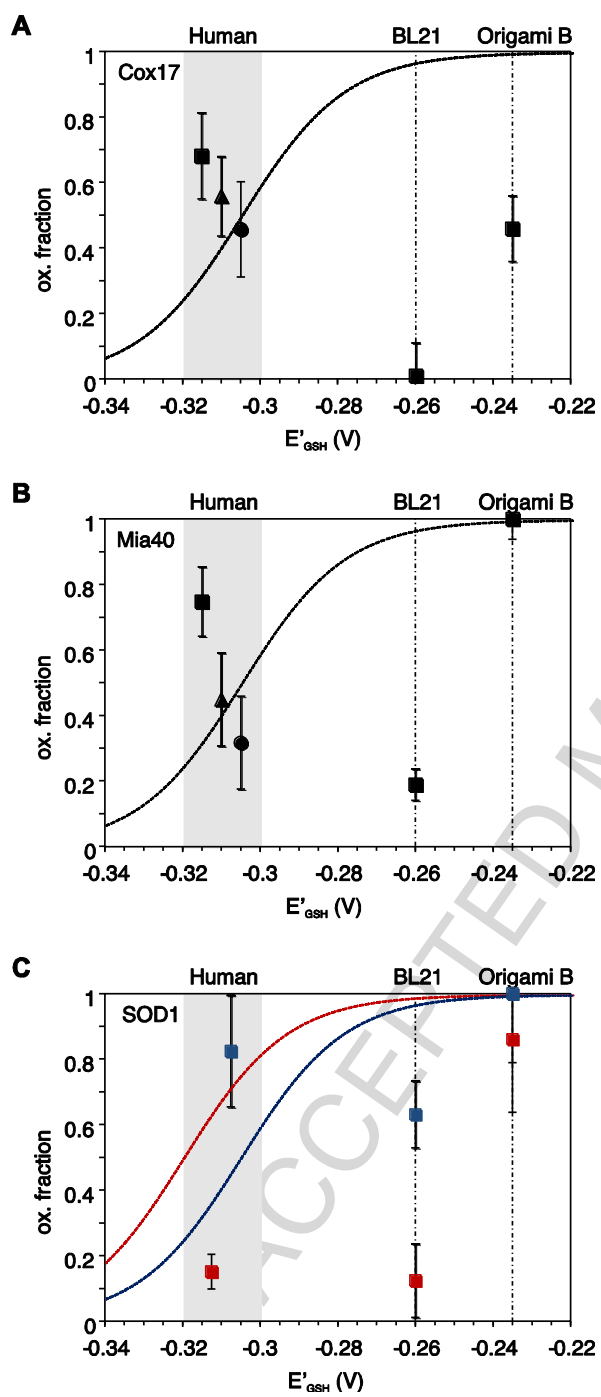 A
Human BL21 Origami B
Cox17
1
0.8
0.6
0.4
0.2
0
ox. fraction
-0.34 -0.32 -0.3 -0.28 -0.26 -0.24 -0.22
E'GSH (V)
B
Human BL21 Origami B
Mia40
1
0.8
0.6
0.4
0.2
0
ox. fraction
-0.34 -0.32 -0.3 -0.28 -0.26 -0.24 -0.22
E'GSH (V)
C
Human BL21 Origami B
SOD1
1
0.8
0.6
0.4
0.2
0
ox. fraction
-0.34 -0.32 -0.3 -0.28 -0.26 -0.24 -0.22
E'GSH (V)
ACCEPTED M